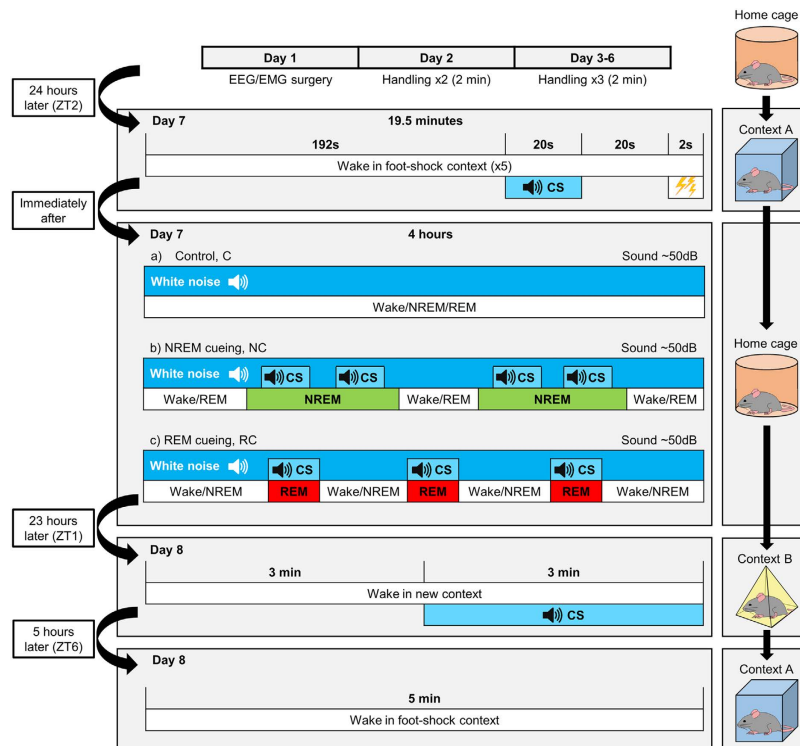 Home cage
Day 1
Day 2
Day 3-6
EEG/EMG surgery
Handling x2 (2 min)
Handling x3 (2 min)
24 hours
later (ZT2)
Day 7
19.5 minutes
192s
20s
20s
2s
Wake in foot-shock context (x5)
CS
Context A
Immediately
after
Day 7
4 hours
a) Control, C
Sound ~50dB
White noise
Wake/NREM/REM
b) NREM cueing, NC
Sound ~50dB
White noise
CS
CS
CS
CS
Wake/REM
NREM
Wake/REM
NREM
Wake/REM
Home cage
c) REM cueing, RC
Sound ~50dB
White noise
CS
CS
CS
Wake/NREM
REM
Wake/NREM
REM
Wake/NREM
REM
Wake/NREM
23 hours
later (ZT1)
Day 8
3 min
3 min
Wake in new context
CS
Context B
5 hours
later (ZT6)
Day 8
5 min
Wake in foot-shock context
Context A